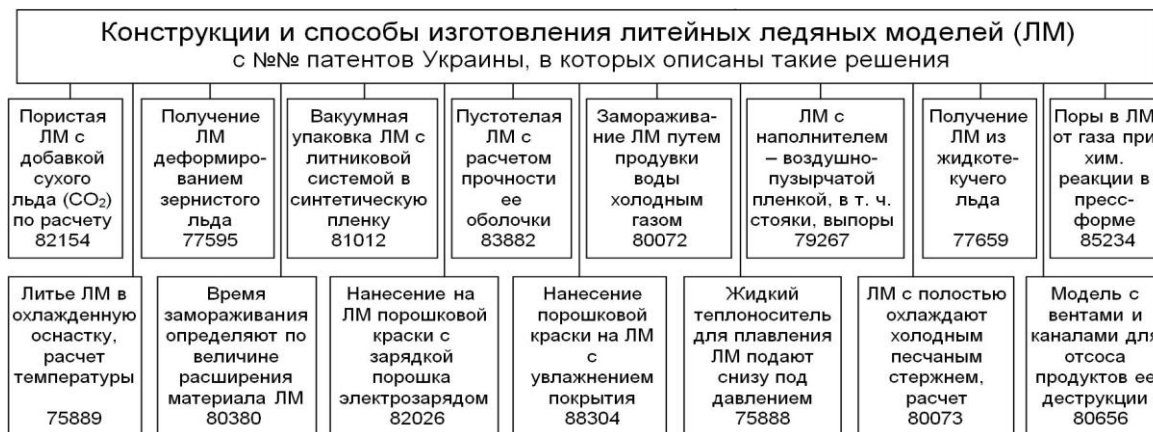 Конструкции и способы изготовления литейных ледяных моделей (ЛМ)
с №№ патентов Украины, в которых описаны такие решения
Пористая
ЛМ с
добавкой
сухого
льда (CO₂)
по расчету
82154
Получение
ЛМ
деформиро-
ванием
зернистого
льда
77595
Вакуумная
упаковка ЛМ с
литниковой
системой в
синтетическую
пленку
81012
Пустотелая
ЛМ с
расчетом
прочности
ее
оболочки
83882
Заморажива-
ние ЛМ путем
продувки
воды
холодным
газом
80072
ЛМ с
наполнителем
– воздушно-
пузырчатой
пленкой, в т. ч.
стояки, выпоры
79267
Получение
ЛМ из
жидкоте-
кучего
льда
77659
Поры в ЛМ
от газа при
хим.
реакции в
пресс-
форме
85234
Литье ЛМ в
охлажденную
оснастку,
расчет
температуры
75889
Время
замораживания
определяют по
величине
расширения
материала ЛМ
80380
Нанесение на
ЛМ порошковой
краски с
зарядкой
порошка
электрозарядом
82026
Нанесение
порошковой
краски на ЛМ
с
увлажнением
покрытия
88304
Жидкий
теплоноситель
для плавления
ЛМ подают
снизу под
давлением
75888
ЛМ с полостью
охлаждают
холодным
песчаным
стержнем,
расчет
80073
Модель с
вентами и
каналами для
отсоса
продуктов ее
деструкции
80656